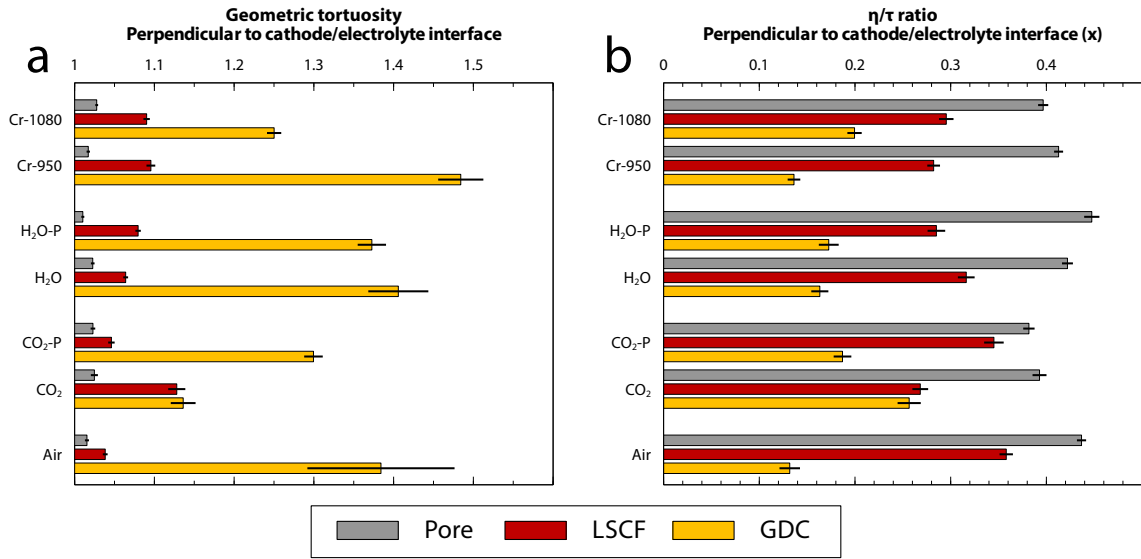 Geometric tortuosity
Perpendicular to cathode/electrolyte interface
a
1 1.1 1.2 1.3 1.4 1.5
Cr-1080
Cr-950
H₂O-P
H₂O
CO₂-P
CO₂
Air
η/τ ratio
Perpendicular to cathode/electrolyte interface (x)
b
0 0.1 0.2 0.3 0.4
Cr-1080
Cr-950
H₂O-P
H₂O
CO₂-P
CO₂
Air
Pore LSCF GDC